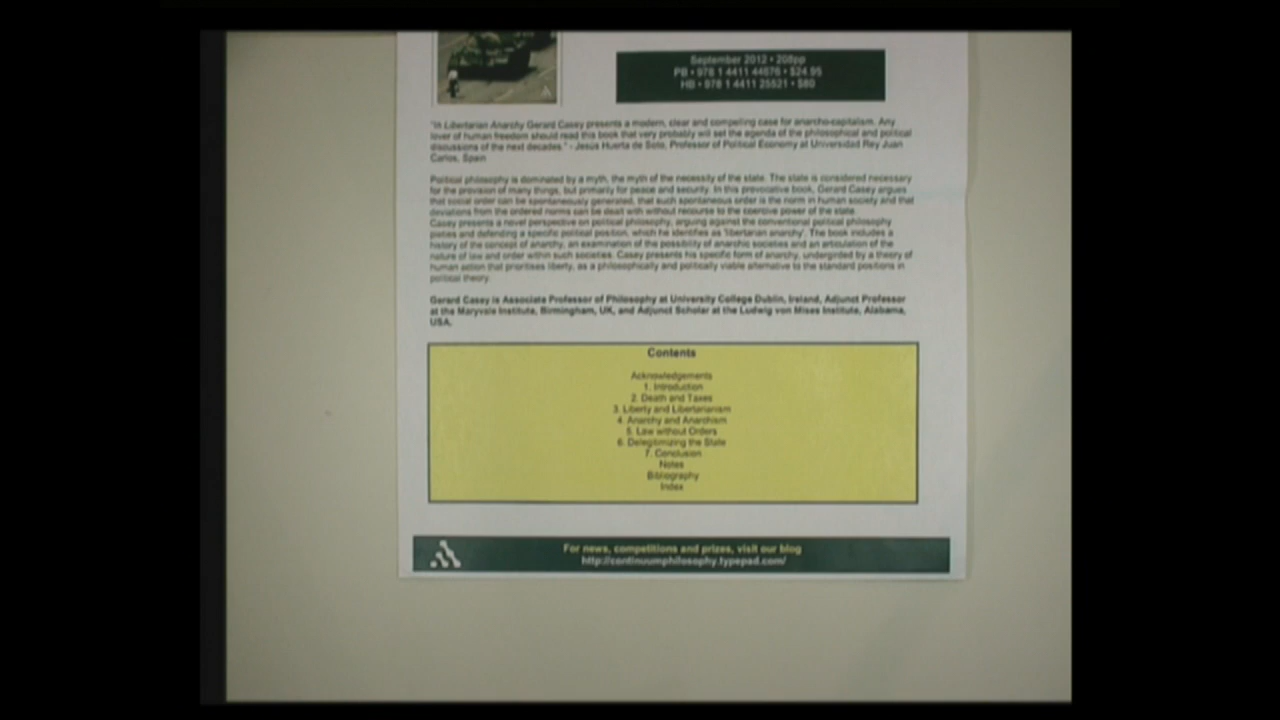 September 2012 • 208pp
PB • 978 1 4411 44676 • $24.95
HB • 978 1 4411 25521 • $80
"In Libertarian Anarchy Gerard Casey presents a modern, clear and compelling case for anarcho-capitalism. Any
lover of human freedom should read this book that very probably will set the agenda of the philosophical and political
discussions of the next decades." - Jesús Huerta de Soto, Professor of Political Economy at Universidad Rey Juan
Carlos, Spain
Political philosophy is dominated by a myth, the myth of the necessity of the state. The state is considered necessary
for the provision of many things, but primarily for peace and security. In this provocative book, Gerard Casey argues
that social order can be spontaneously generated, that such spontaneous order is the norm in human society and that
deviations from the ordered norms can be dealt with without recourse to the coercive power of the state.
Casey presents a novel perspective on political philosophy, arguing against the conventional political philosophy
pieties and defending a specific political position, which he identifies as 'libertarian anarchy'. The book includes a
history of the concept of anarchy, an examination of the possibility of anarchic societies and an articulation of the
nature of law and order within such societies. Casey presents his specific form of anarchy, undergirded by a theory of
human action that prioritises liberty, as a philosophically and politically viable alternative to the standard positions in
political theory.
Gerard Casey is Associate Professor of Philosophy at University College Dublin, Ireland, Adjunct Professor
at the Maryvale Institute, Birmingham, UK, and Adjunct Scholar at the Ludwig von Mises Institute, Alabama,
USA.
Contents
Acknowledgements
1. Introduction
2. Death and Taxes
3. Liberty and Libertarianism
4. Anarchy and Anarchism
5. Law without Orders
6. Delegitimizing the State
7. Conclusion
Notes
Bibliography
Index
For news, competitions and prizes, visit our blog
http://continuumphilosophy.typepad.com/